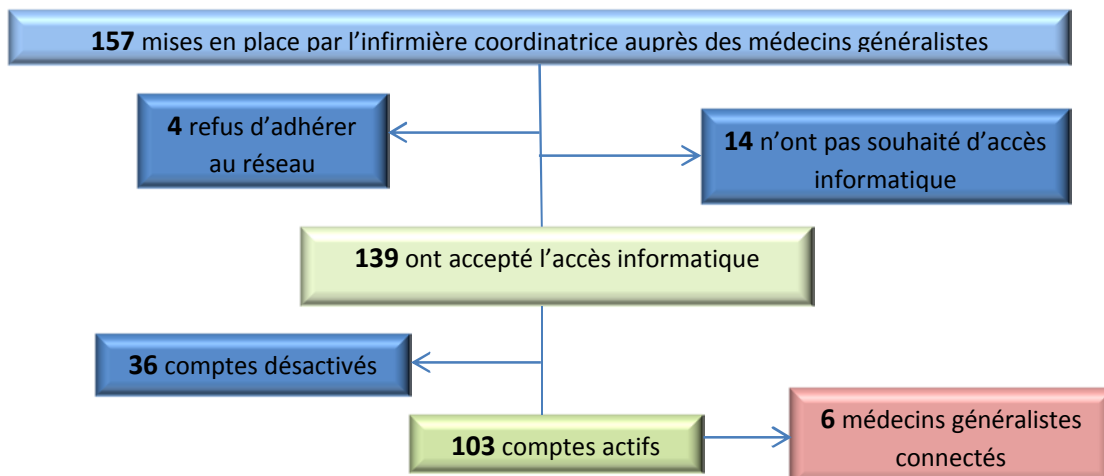 157 mises en place par l’infirmière coordinatrice auprès des médecins généralistes
4 refus d’adhérer
au réseau
14 n’ont pas souhaité d’accès
informatique
139 ont accepté l’accès informatique
36 comptes désactivés
103 comptes actifs
6 médecins généralistes
connectés